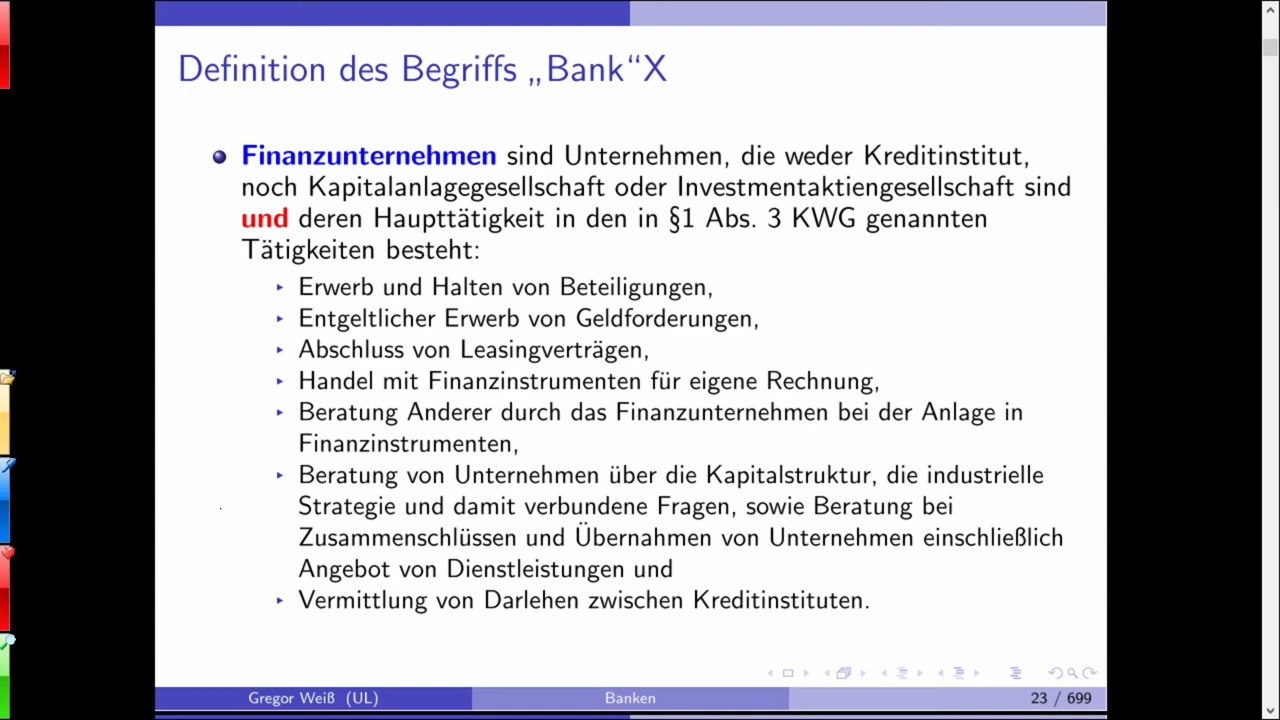 Definition des Begriffs „Bank“X
Finanzunternehmen sind Unternehmen, die weder Kreditinstitut,
noch Kapitalanlagegesellschaft oder Investmentaktiengesellschaft sind
und deren Haupttätigkeit in den in §1 Abs. 3 KWG genannten
Tätigkeiten besteht:
Erwerb und Halten von Beteiligungen,
Entgeltlicher Erwerb von Geldforderungen,
Abschluss von Leasingverträgen,
Handel mit Finanzinstrumenten für eigene Rechnung,
Beratung Anderer durch das Finanzunternehmen bei der Anlage in
Finanzinstrumenten,
Beratung von Unternehmen über die Kapitalstruktur, die industrielle
Strategie und damit verbundene Fragen, sowie Beratung bei
Zusammenschlüssen und Übernahmen von Unternehmen einschließlich
Angebot von Dienstleistungen und
Vermittlung von Darlehen zwischen Kreditinstituten.
Gregor Weiß (UL) Banken 23 / 699